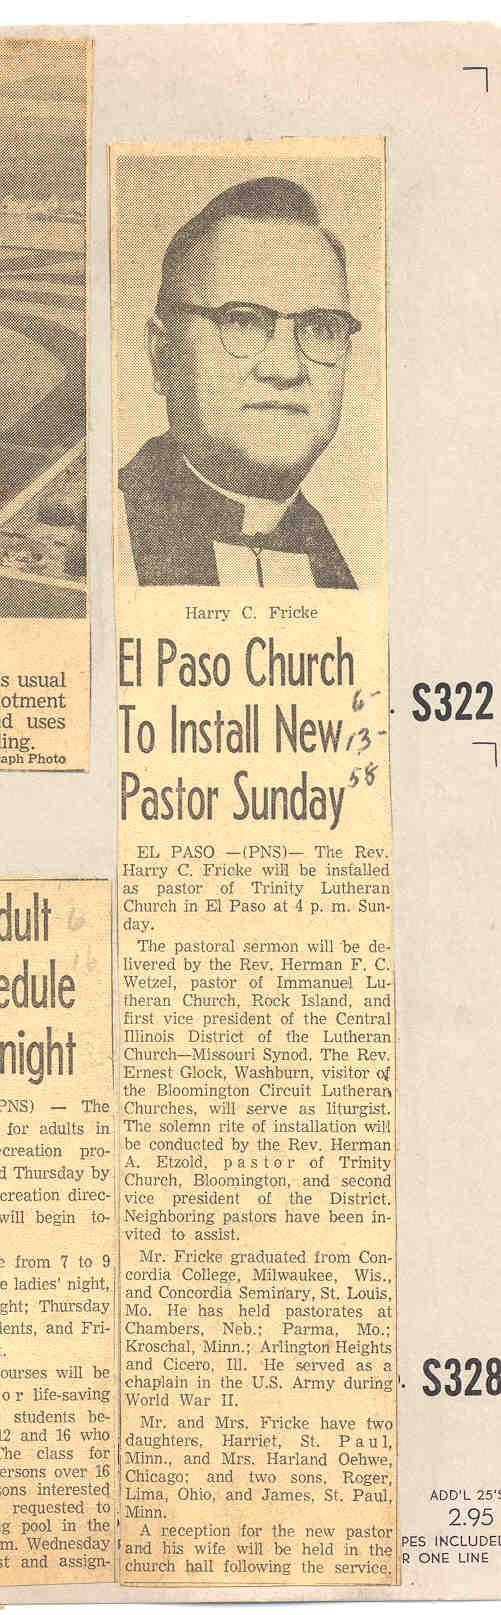 Harry C. Fricke
El Paso Church
To Install New
Pastor Sunday
6-
13-
58
EL PASO —(PNS)— The Rev.
Harry C. Fricke will be installed
as pastor of Trinity Lutheran
Church in El Paso at 4 p. m. Sun-
day.
The pastoral sermon will be de-
livered by the Rev. Herman F. C.
Wetzel, pastor of Immanuel Lu-
theran Church, Rock Island, and
first vice president of the Central
Illinois District of the Lutheran
Church—Missouri Synod. The Rev.
Ernest Glock, Washburn, visitor of
the Bloomington Circuit Lutheran
Churches, will serve as liturgist.
The solemn rite of installation will
be conducted by the Rev. Herman
A. Etzold, pastor of Trinity
Church, Bloomington, and second
vice president of the District.
Neighboring pastors have been in-
vited to assist.
Mr. Fricke graduated from Con-
cordia College, Milwaukee, Wis.,
and Concordia Seminary, St. Louis,
Mo. He has held pastorates at
Chambers, Neb.; Parma, Mo.;
Kroschal, Minn.; Arlington Heights
and Cicero, Ill. He served as a
chaplain in the U.S. Army during
World War II.
Mr. and Mrs. Fricke have two
daughters, Harriet, St. Paul,
Minn., and Mrs. Harland Oehwe,
Chicago; and two sons, Roger,
Lima, Ohio, and James, St. Paul,
Minn.
A reception for the new pastor
and his wife will be held in the
church hall following the service.
s usual
otment
d uses
ling.
aph Photo
dult
edule
night
6
16
PNS) — The
for adults in
creation pro-
d Thursday by
creation direc-
will begin to-
e from 7 to 9
e ladies' night,
ght; Thursday
ients, and Fri-
t.
ourses will be
or life-saving
students be-
12 and 16 who
The class for
ersons over 16
ons interested
requested to
g pool in the
m. Wednesday
st and assign-
S322
S328
ADD'L 25'S
2.95
PES INCLUDED
R ONE LINE